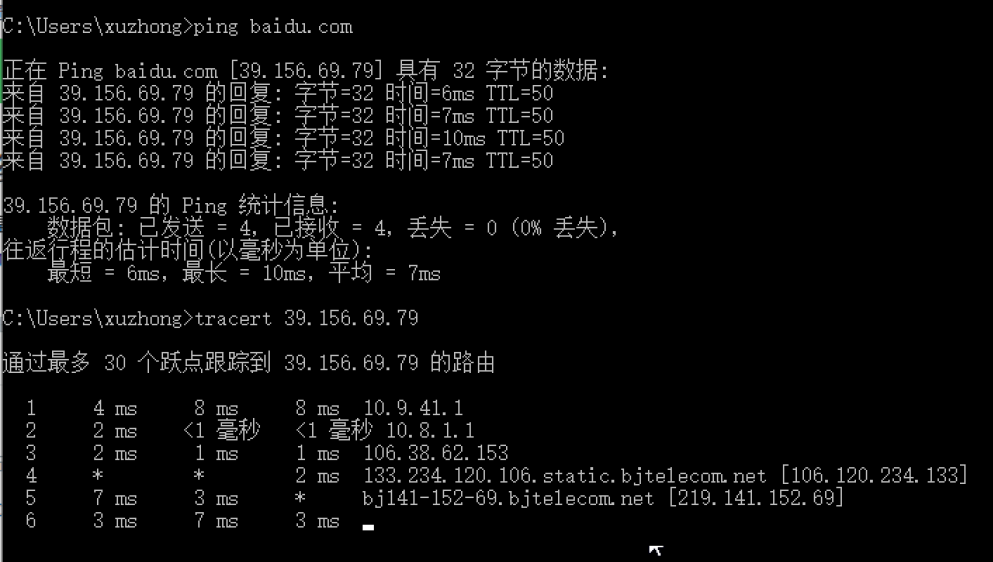 C:\Users\xuzhong>ping baidu.com
正在 Ping baidu.com [39.156.69.79] 具有 32 字节的数据:
来自 39.156.69.79 的回复: 字节=32 时间=6ms TTL=50
来自 39.156.69.79 的回复: 字节=32 时间=7ms TTL=50
来自 39.156.69.79 的回复: 字节=32 时间=10ms TTL=50
来自 39.156.69.79 的回复: 字节=32 时间=7ms TTL=50
39.156.69.79 的 Ping 统计信息:
数据包: 已发送 = 4, 已接收 = 4, 丢失 = 0 (0% 丢失),
往返行程的估计时间(以毫秒为单位):
最短 = 6ms, 最长 = 10ms, 平均 = 7ms
C:\Users\xuzhong>tracert 39.156.69.79
通过最多 30 个跃点跟踪到 39.156.69.79 的路由
1 4 ms 8 ms 8 ms 10.9.41.1
2 2 ms <1 毫秒 <1 毫秒 10.8.1.1
3 2 ms 1 ms 1 ms 106.38.62.153
4 * * 2 ms 133.234.120.106.static.bjtelecom.net [106.120.234.133]
5 7 ms 3 ms * bj141-152-69.bjtelecom.net [219.141.152.69]
6 3 ms 7 ms 3 ms